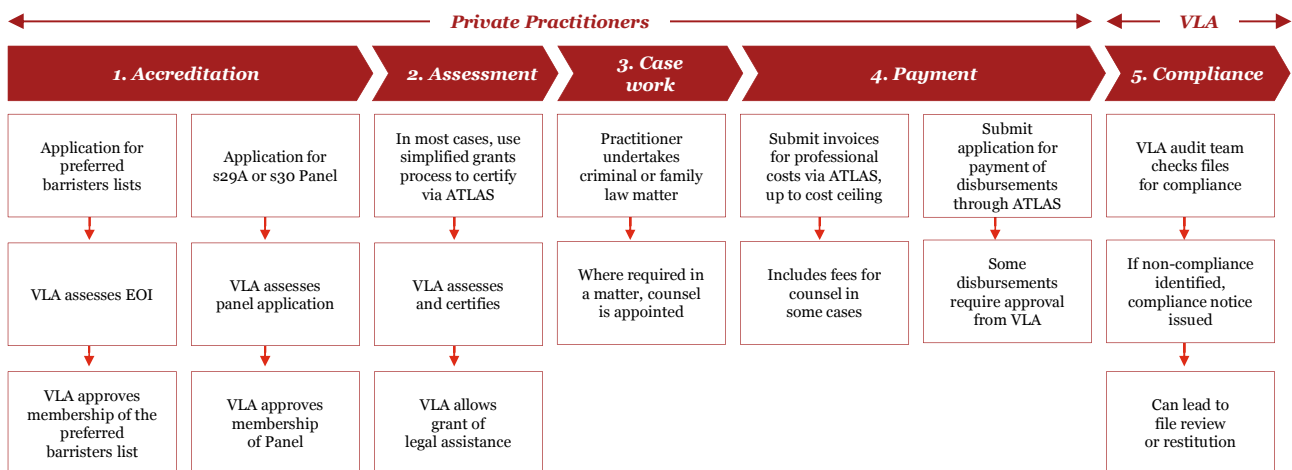 Private Practitioners
VLA
1. Accreditation
2. Assessment
3. Case
work
4. Payment
5. Compliance
Application for
preferred
barristers lists
VLA assesses EOI
VLA approves
membership of the
preferred
barristers list
Application for
s29A or s30 Panel
VLA assesses
panel application
VLA approves
membership
of Panel
In most cases, use
simplified grants
process to certify
via ATLAS
VLA assesses
and certifies
VLA allows
grant of
legal assistance
Practitioner
undertakes
criminal or family
law matter
Where required in
a matter, counsel
is appointed
Submit invoices
for professional
costs via ATLAS,
up to cost ceiling
Includes fees for
counsel in
some cases
Submit
application for
payment of
disbursements
through ATLAS
Some
disbursements
require approval
from VLA
VLA audit team
checks files
for compliance
If non-compliance
identified,
compliance notice
issued
Can lead to
file review
or restitution